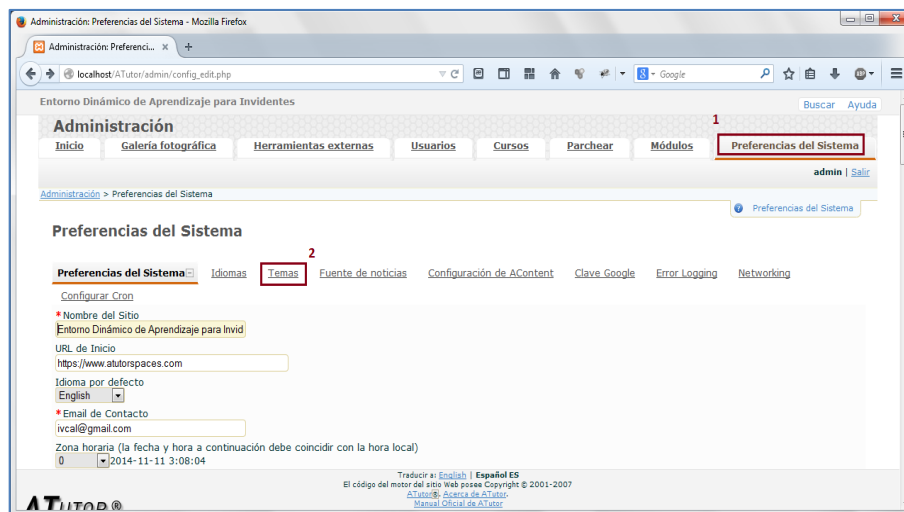 Administración: Preferencias del Sistema - Mozilla Firefox
Administración: Preferenci... × +
localhost/ATutor/admin/config_edit.php
8 - Google
Entorno Dinámico de Aprendizaje para Invidentes
Buscar Ayuda
Administración
1
Inicio Galería fotográfica Herramientas externas Usuarios Cursos Parchear Módulos Preferencias del Sistema
admin | Salir
Administración > Preferencias del Sistema
Preferencias del Sistema
Preferencias del Sistema
2
Preferencias del Sistema Idiomas Temas Fuente de noticias Configuración de AContent Clave Google Error Logging Networking
Configurar Cron
*Nombre del Sitio
Entorno Dinámico de Aprendizaje para Invid
URL de Inicio
https://www.atutorspaces.com
Idioma por defecto
English
*Email de Contacto
ivcal@gmail.com
Zona horaria (la fecha y hora a continuación debe coincidir con la hora local)
0 2014-11-11 3:08:04
Traducir a: English | Español ES
El código del motor del sitio Web posee Copyright © 2001-2007
ATutor®. Acerca de ATutor.
Manual Oficial de ATutor
ATUTOR ®